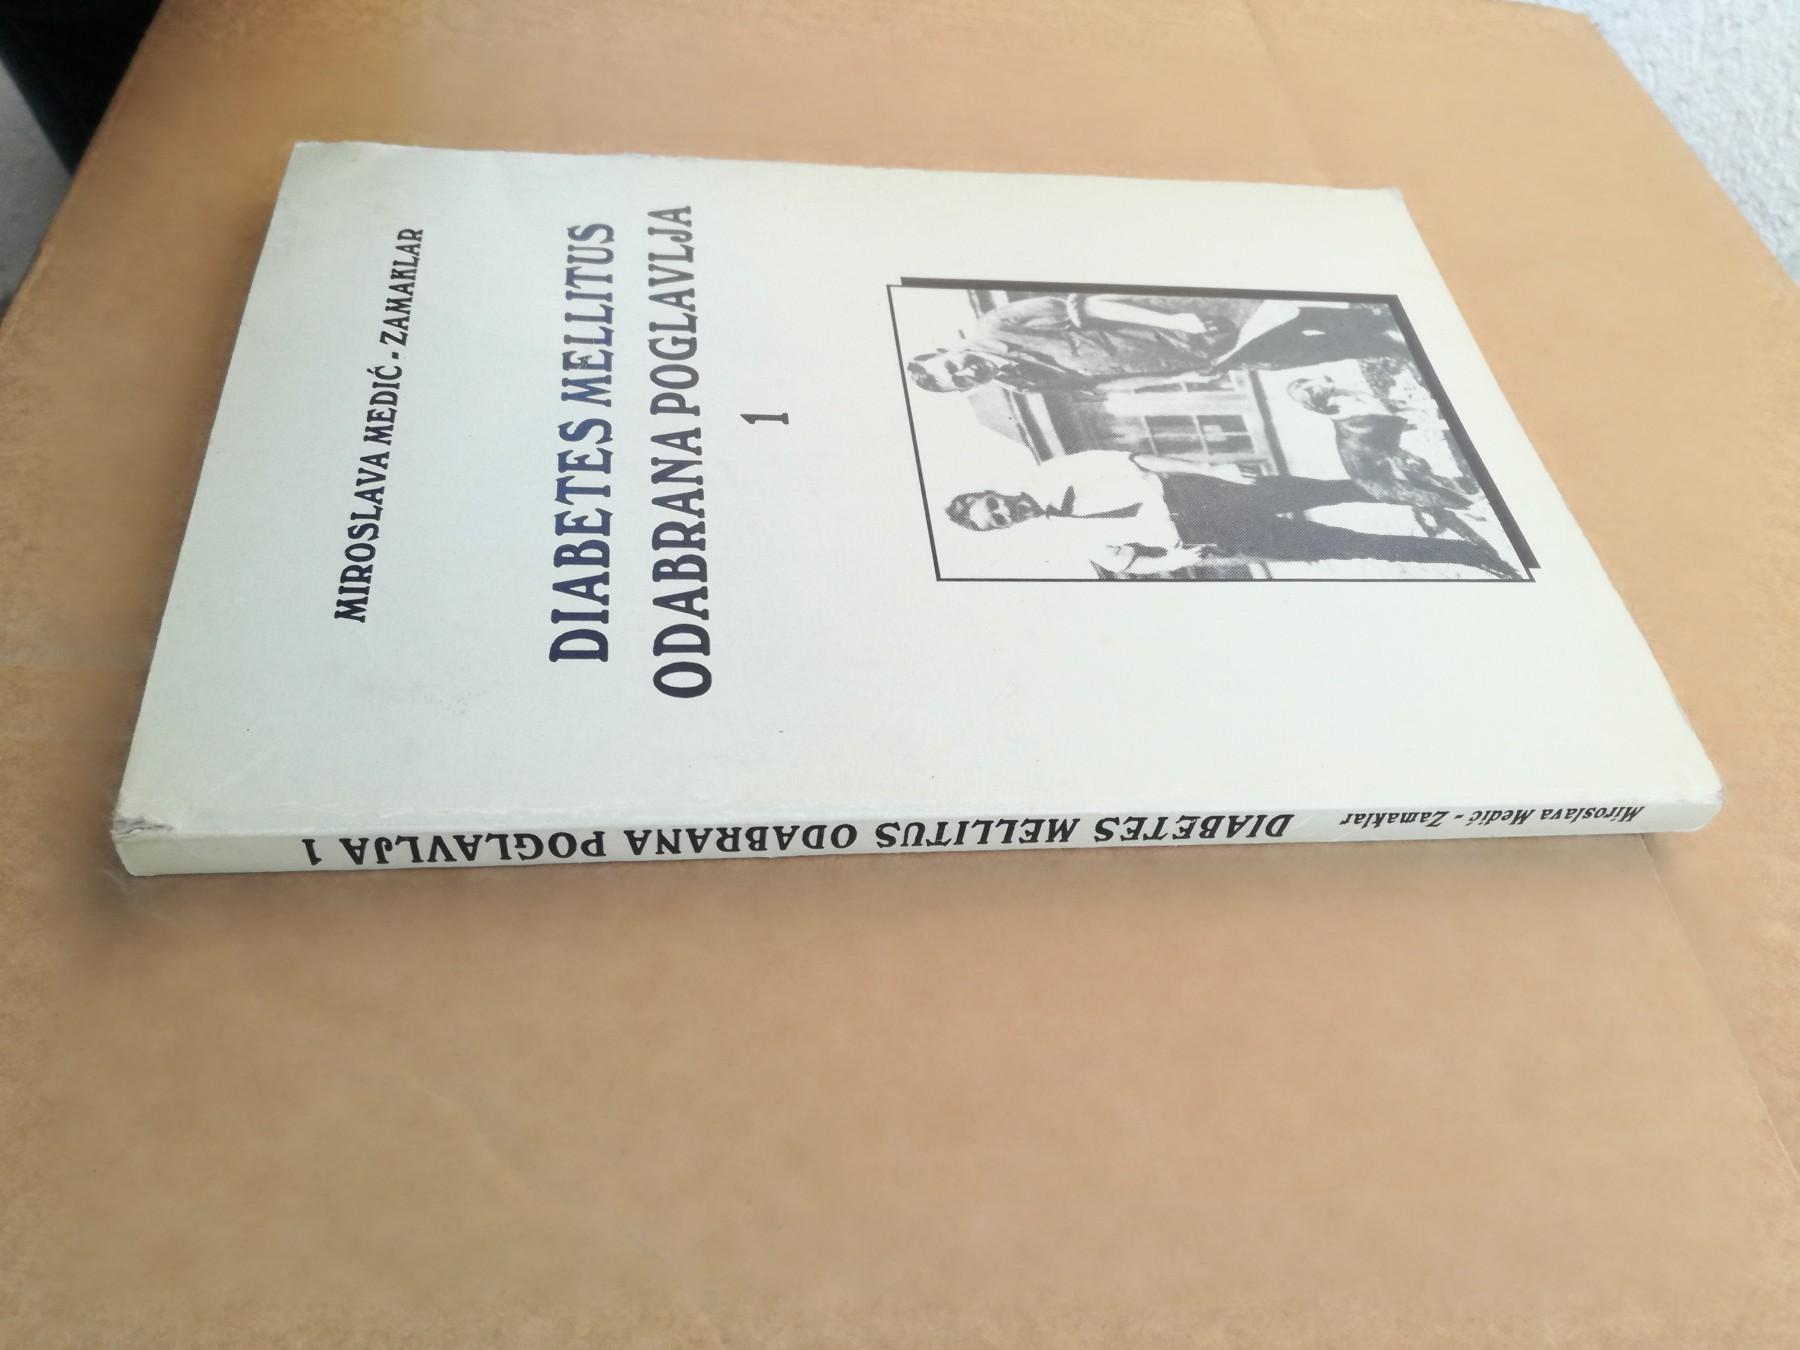 MIROSLAVA MEDIĆ - ZAMAKLAR
DIABETES MELLITUS
ODABRANA POGLAVLJA
1
Miroslava Medić - Zamaklar DIABETES MELLITUS ODABRANA POGLAVLJA 1